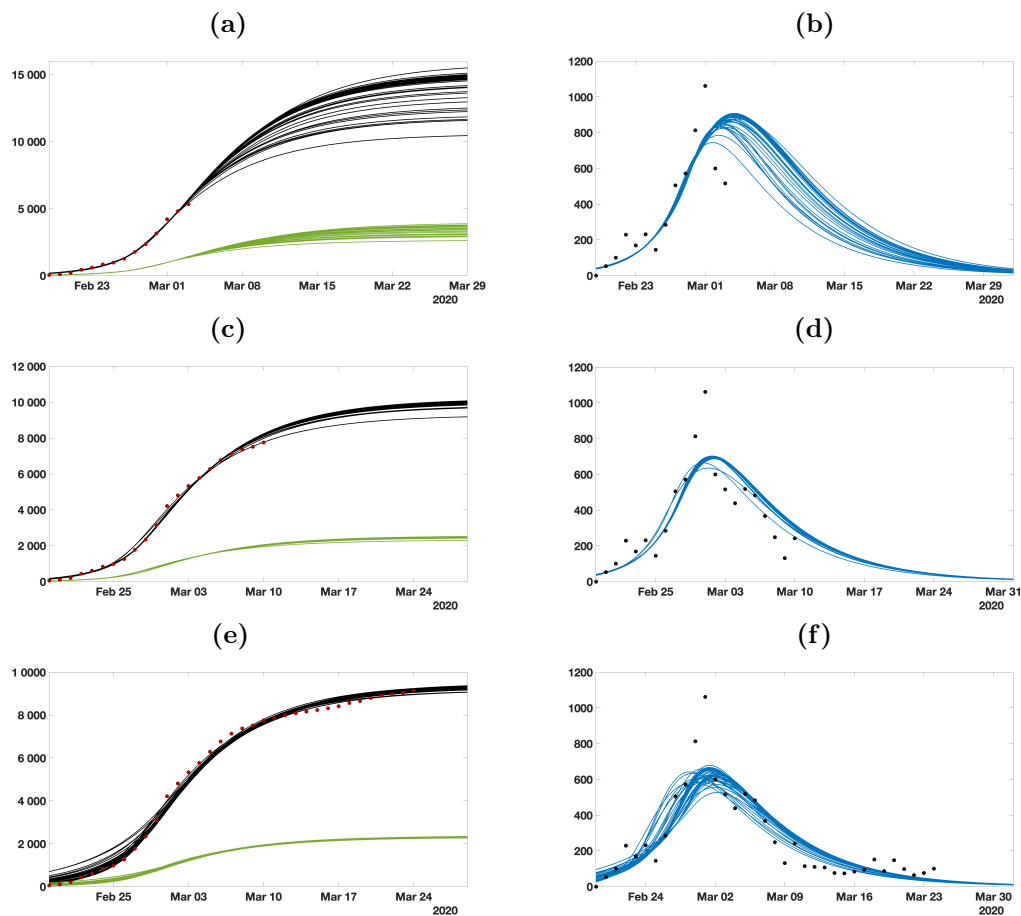 (a)
(b)
15 000
10 000
5 000
0
Feb 23
Mar 01
Mar 08
Mar 15
Mar 22
Mar 29
2020
1200
1000
800
600
400
200
0
Feb 23
Mar 01
Mar 08
Mar 15
Mar 22
Mar 29
2020
(c)
(d)
12 000
10 000
8 000
6 000
4 000
2 000
0
Feb 25
Mar 03
Mar 10
Mar 17
Mar 24
2020
1200
1000
800
600
400
200
0
Feb 25
Mar 03
Mar 10
Mar 17
Mar 24
Mar 31
2020
(e)
(f)
1 0000
8 000
6 000
4 000
2 000
0
Feb 25
Mar 03
Mar 10
Mar 17
Mar 24
2020
1200
1000
800
600
400
200
0
Feb 24
Mar 02
Mar 09
Mar 16
Mar 23
Mar 30
2020